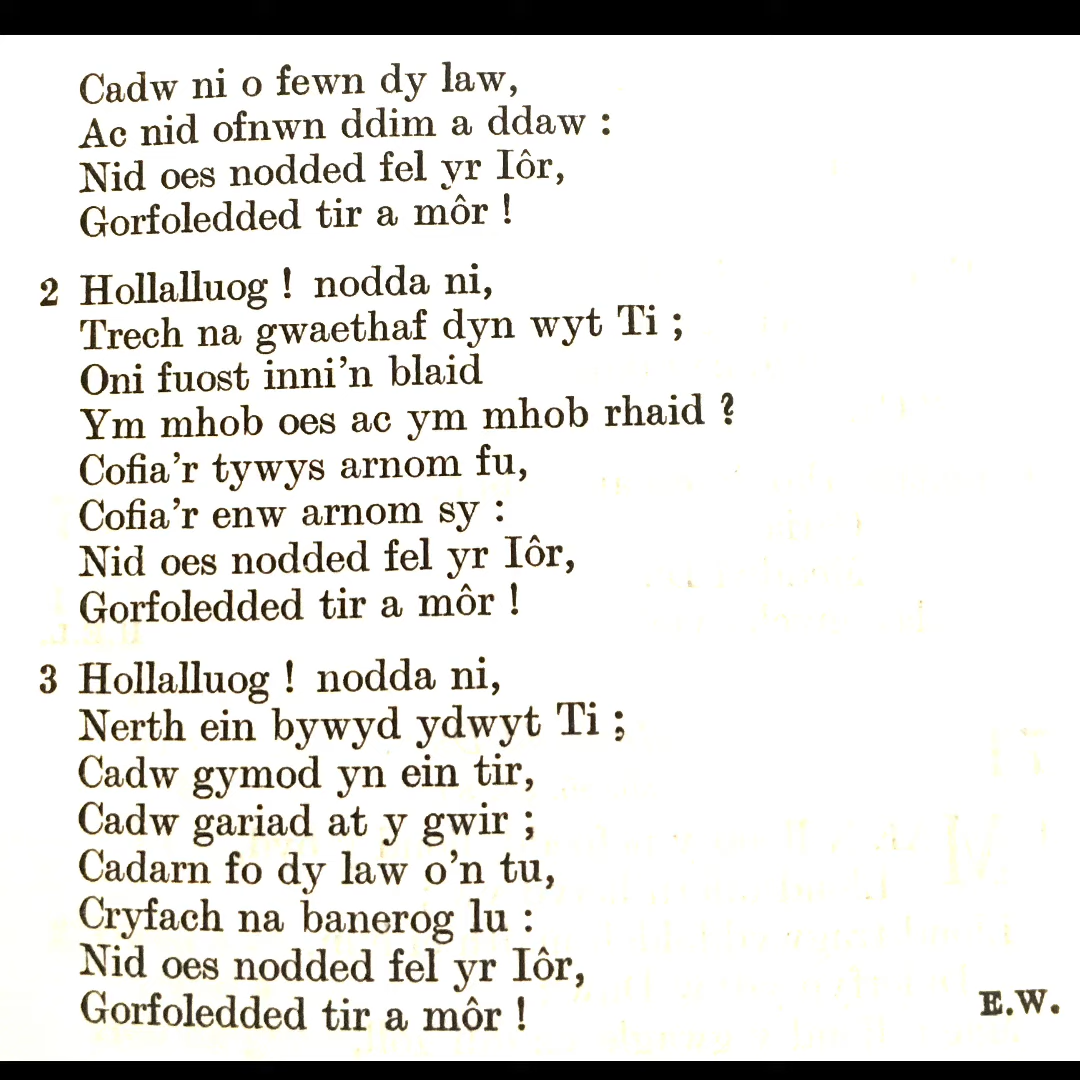 Cadw ni o fewn dy law,
Ac nid ofnwn ddim a ddaw :
Nid oes nodded fel yr Iôr,
Gorfoledded tir a môr !
2 Hollalluog ! nodda ni,
Trech na gwaethaf dyn wyt Ti ;
Oni fuost inni'n blaid
Ym mhob oes ac ym mhob rhaid ?
Cofia'r tywys arnom fu,
Cofia'r enw arnom sy :
Nid oes nodded fel yr Iôr,
Gorfoledded tir a môr !
3 Hollalluog ! nodda ni,
Nerth ein bywyd ydwyt Ti ;
Cadw gymod yn ein tir,
Cadw gariad at y gwir ;
Cadarn fo dy law o'n tu,
Cryfach na banerog lu :
Nid oes nodded fel yr Iôr,
Gorfoledded tir a môr !
E.W.